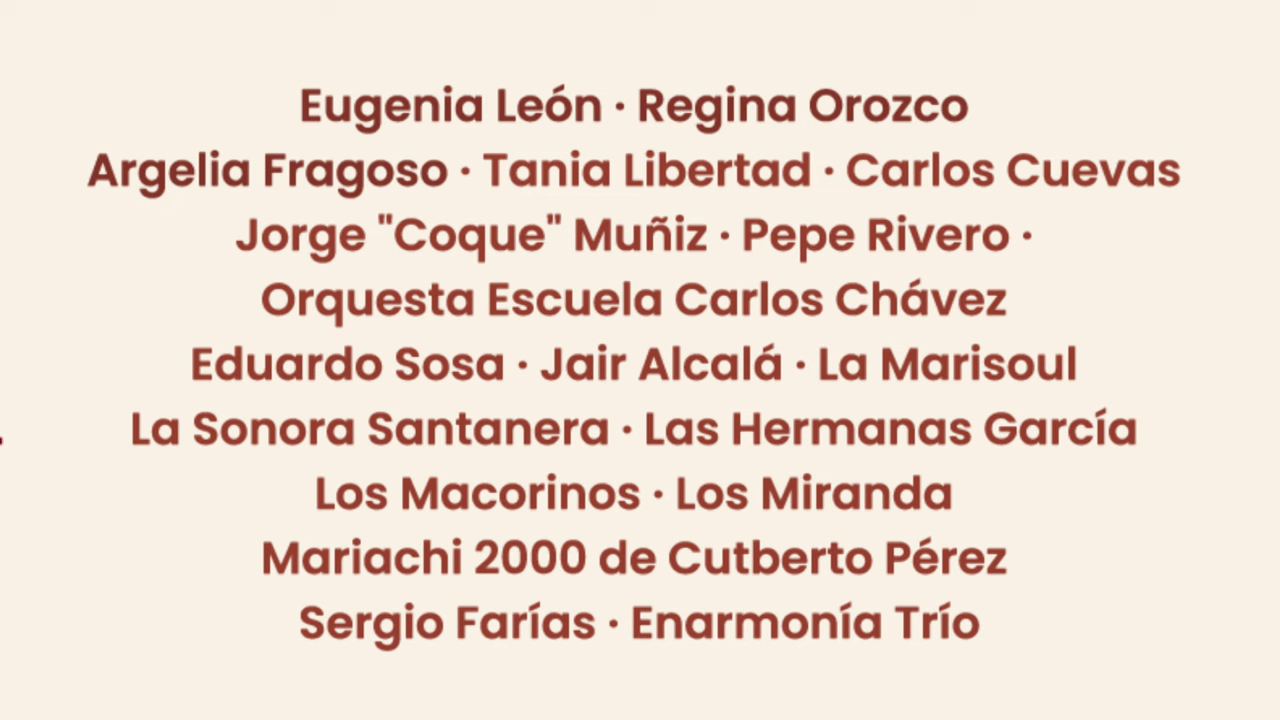 Eugenia León · Regina Orozco
Argelia Fragoso · Tania Libertad · Carlos Cuevas
Jorge "Coque" Muñiz · Pepe Rivero ·
Orquesta Escuela Carlos Chávez
Eduardo Sosa · Jair Alcalá · La Marisoul
La Sonora Santanera · Las Hermanas García
Los Macorinos · Los Miranda
Mariachi 2000 de Cutberto Pérez
Sergio Farías · Enarmonía Trío